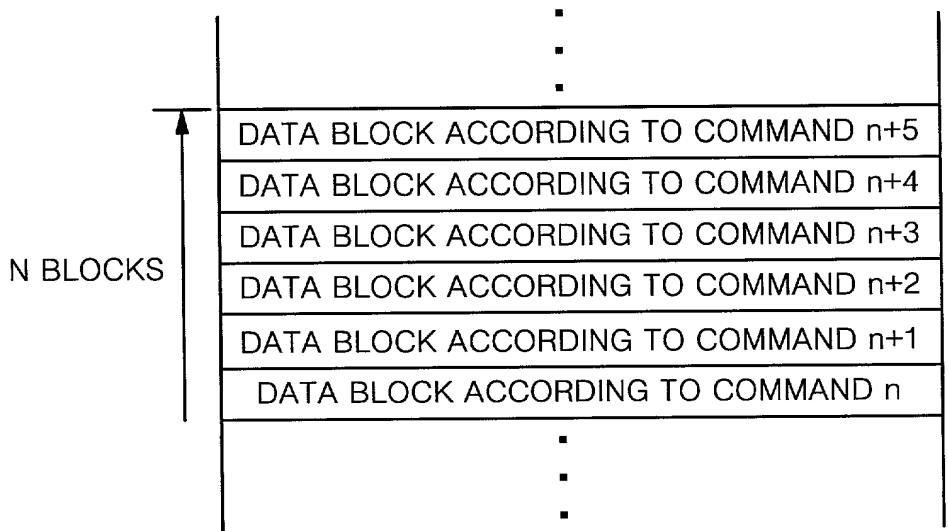 DATA BLOCK ACCORDING TO COMMAND n+5
DATA BLOCK ACCORDING TO COMMAND n+4
DATA BLOCK ACCORDING TO COMMAND n+3
N BLOCKS
DATA BLOCK ACCORDING TO COMMAND n+2
DATA BLOCK ACCORDING TO COMMAND n+1
DATA BLOCK ACCORDING TO COMMAND n